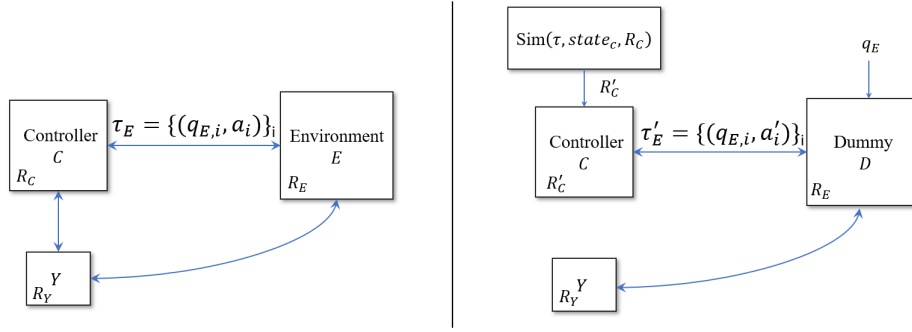 Controller
C
R_C
τ_E = {(q_{E,i}, a_i)}_i
Environment
E
R_E
Y
R_Y
Sim(τ, state_c, R_C)
R'_C
q_E
Controller
C
R'_C
τ'_E = {(q_{E,i}, a'_i)}_i
Dummy
D
R_E
Y
R_Y